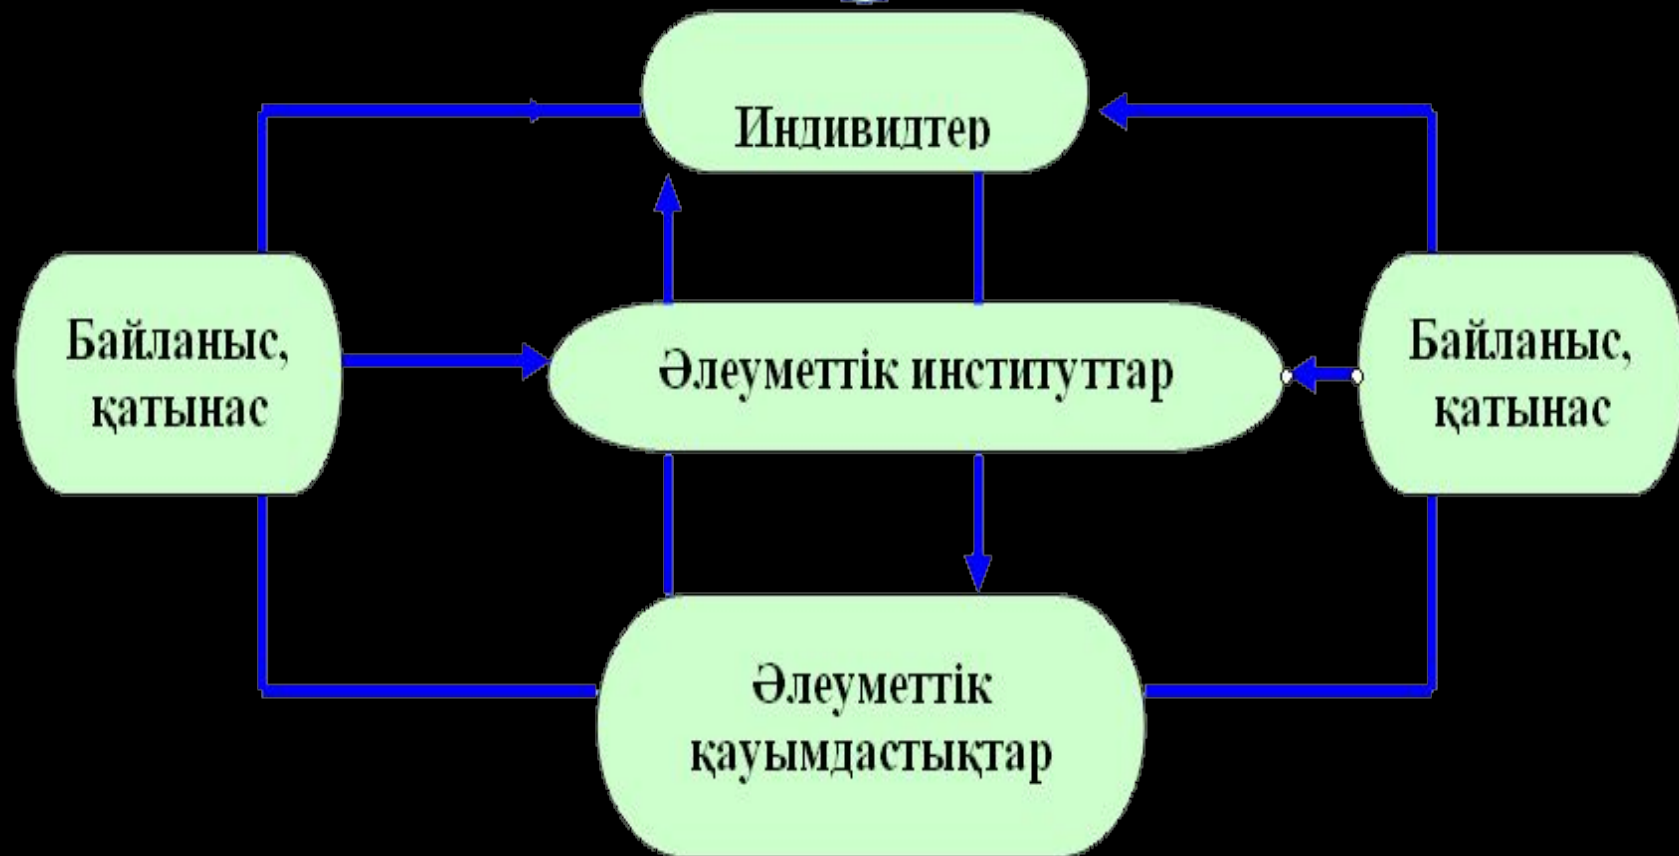 Индивидтер
Байланыс,
қатынас
Әлеуметтік институттар
Байланыс,
қатынас
Әлеуметтік
қауымдастықтар